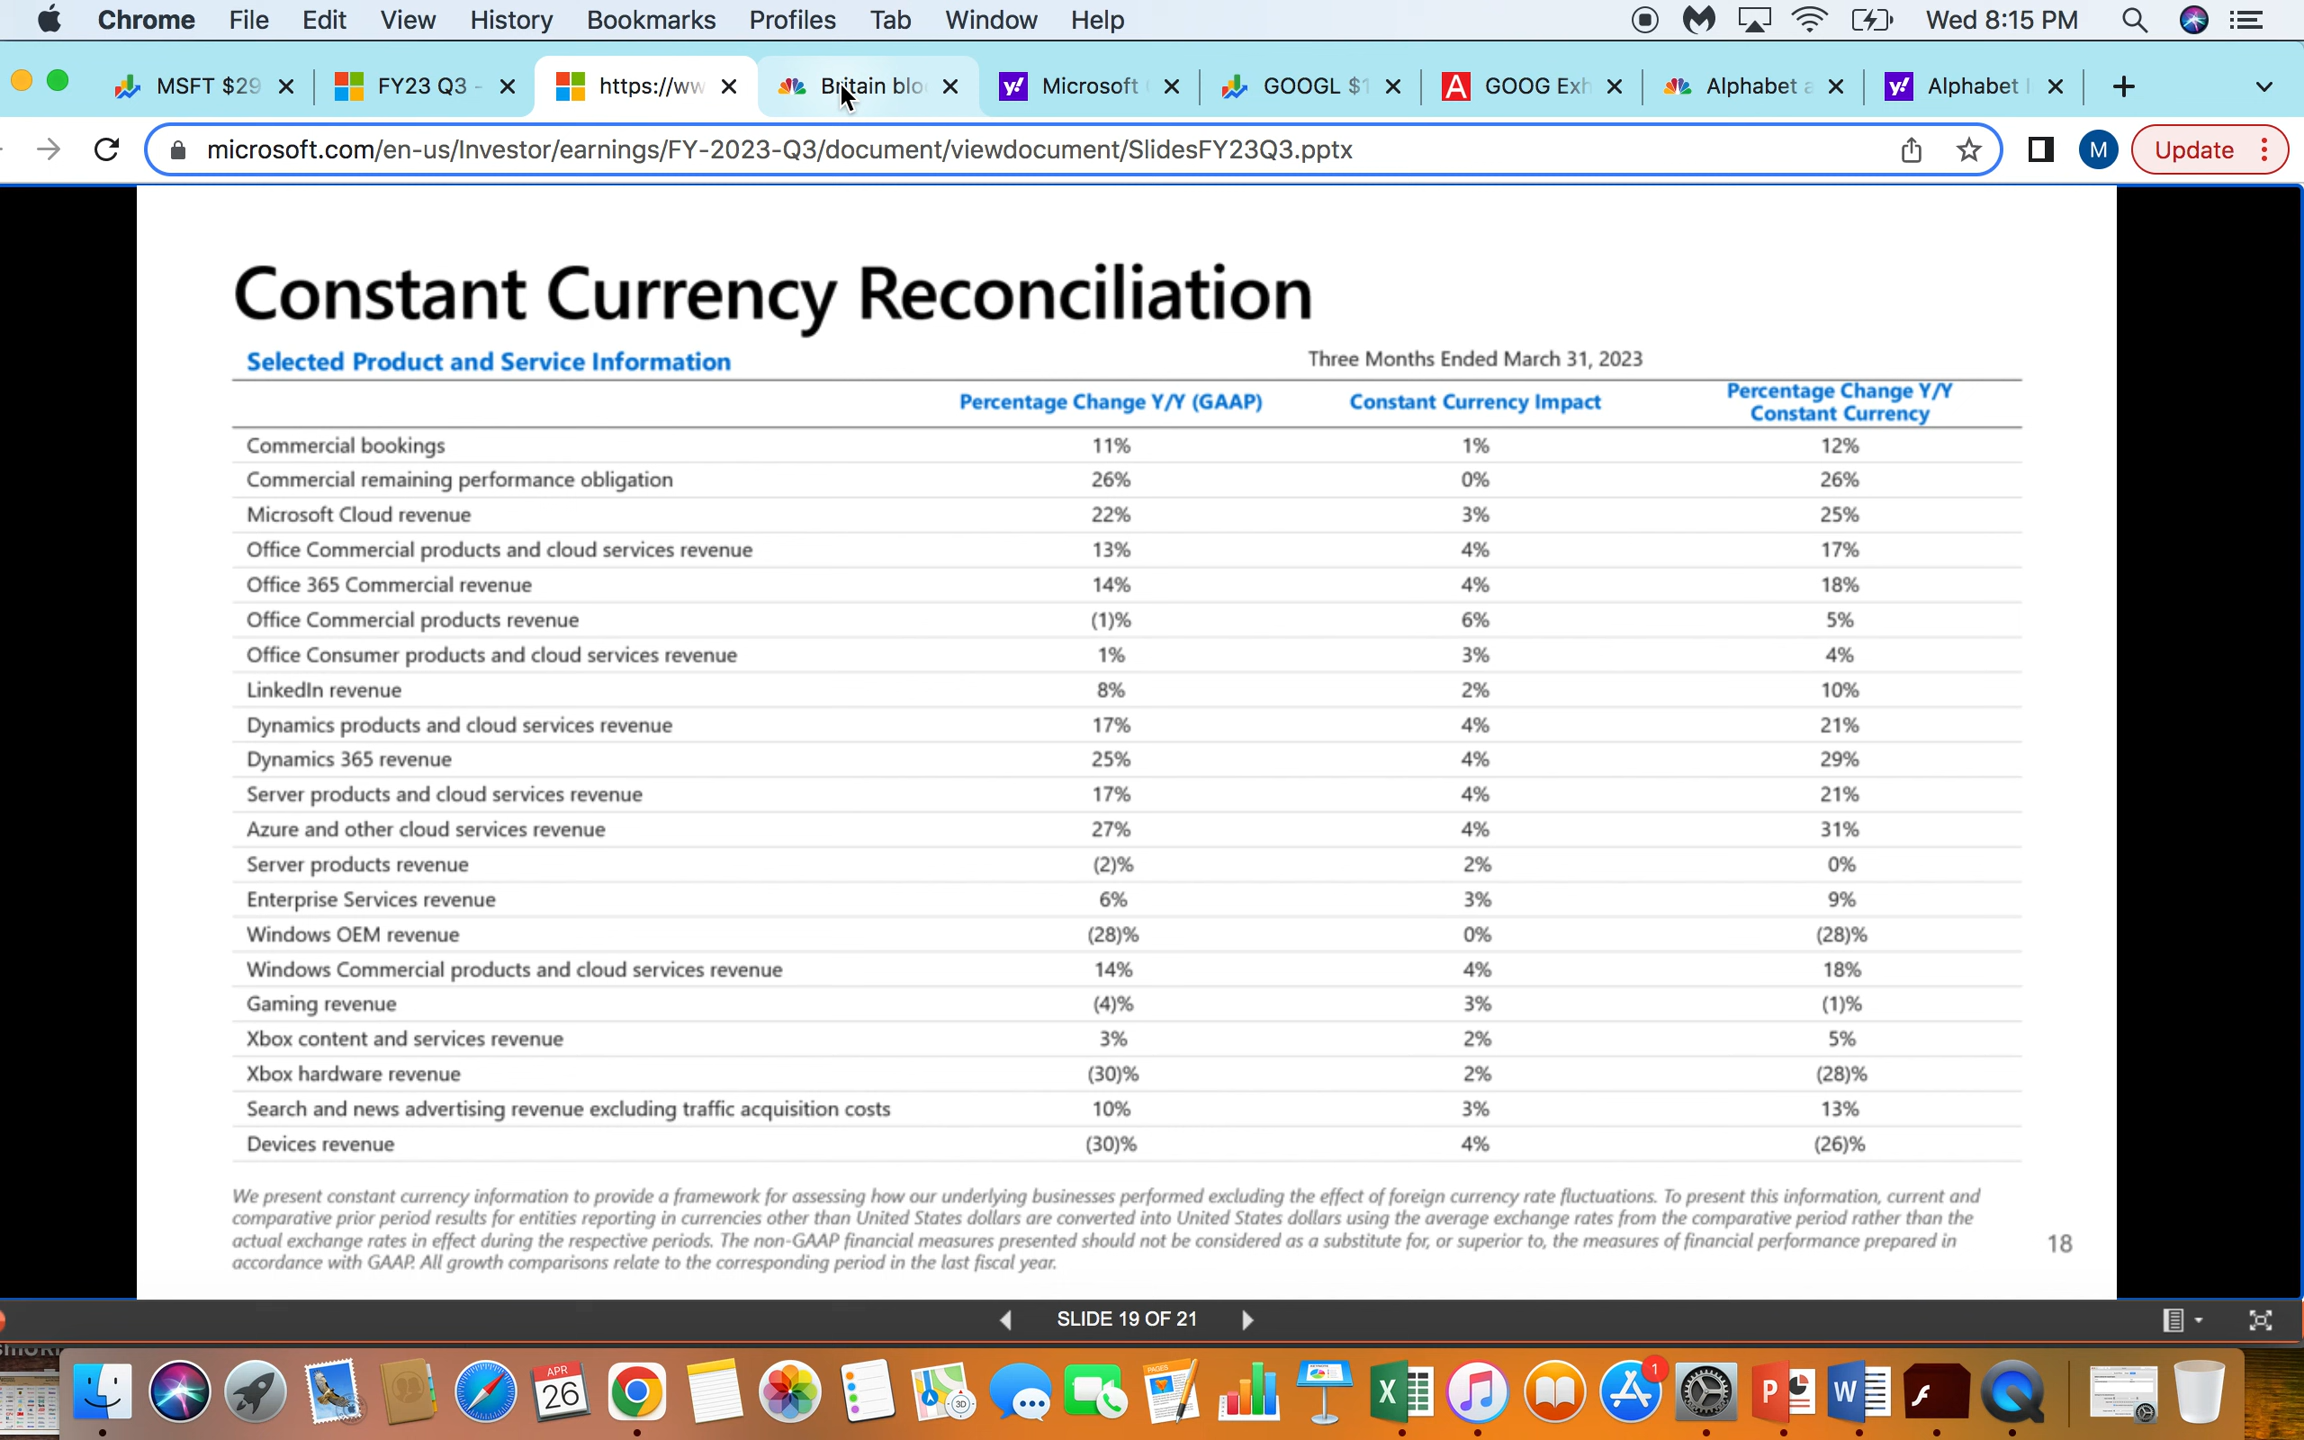 Chrome File Edit View History Bookmarks Profiles Tab Window Help Wed 8:15 PM
MSFT $29 FY23 Q3 - https://ww Britain blo Microsoft GOOGL $1 GOOG Exh Alphabet a Alphabet I
microsoft.com/en-us/Investor/earnings/FY-2023-Q3/document/viewdocument/SlidesFY23Q3.pptx M Update
Constant Currency Reconciliation
Selected Product and Service Information Three Months Ended March 31, 2023
Percentage Change Y/Y (GAAP) Constant Currency Impact Percentage Change Y/Y
Constant Currency
Commercial bookings 11% 1% 12%
Commercial remaining performance obligation 26% 0% 26%
Microsoft Cloud revenue 22% 3% 25%
Office Commercial products and cloud services revenue 13% 4% 17%
Office 365 Commercial revenue 14% 4% 18%
Office Commercial products revenue (1)% 6% 5%
Office Consumer products and cloud services revenue 1% 3% 4%
LinkedIn revenue 8% 2% 10%
Dynamics products and cloud services revenue 17% 4% 21%
Dynamics 365 revenue 25% 4% 29%
Server products and cloud services revenue 17% 4% 21%
Azure and other cloud services revenue 27% 4% 31%
Server products revenue (2)% 2% 0%
Enterprise Services revenue 6% 3% 9%
Windows OEM revenue (28)% 0% (28)%
Windows Commercial products and cloud services revenue 14% 4% 18%
Gaming revenue (4)% 3% (1)%
Xbox content and services revenue 3% 2% 5%
Xbox hardware revenue (30)% 2% (28)%
Search and news advertising revenue excluding traffic acquisition costs 10% 3% 13%
Devices revenue (30)% 4% (26)%
We present constant currency information to provide a framework for assessing how our underlying businesses performed excluding the effect of foreign currency rate fluctuations. To present this information, current and
comparative prior period results for entities reporting in currencies other than United States dollars are converted into United States dollars using the average exchange rates from the comparative period rather than the
actual exchange rates in effect during the respective periods. The non-GAAP financial measures presented should not be considered as a substitute for, or superior to, the measures of financial performance prepared in
accordance with GAAP. All growth comparisons relate to the corresponding period in the last fiscal year.
18
SLIDE 19 OF 21
APR
26
3D
PAGES
1